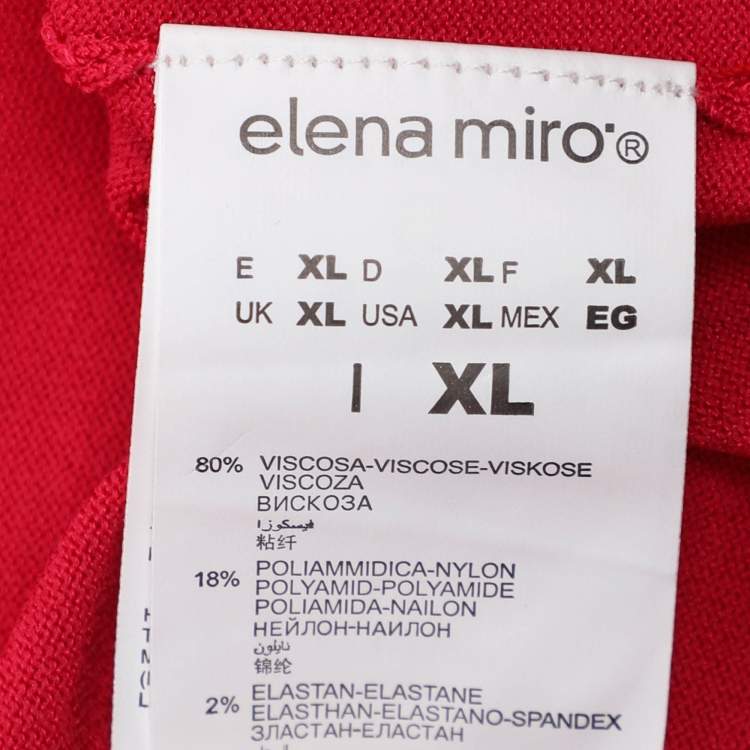 elena miro®
E XL D XL F XL
UK XL USA XL MEX EG
I XL
80% VISCOSA-VISCOSE-VISKOSE
VISCOZA
ВИСКОЗА
فيسكوزا
粘纤
18% POLIAMMIDICA-NYLON
POLYAMID-POLYAMIDE
POLIAMIDA-NAILON
НЕЙЛОН-НАИЛОН
نايلون
锦纶
2% ELASTAN-ELASTANE
ELASTHAN-ELASTANO-SPANDEX
ЗЛАСТАН-ЕЛАСТАН